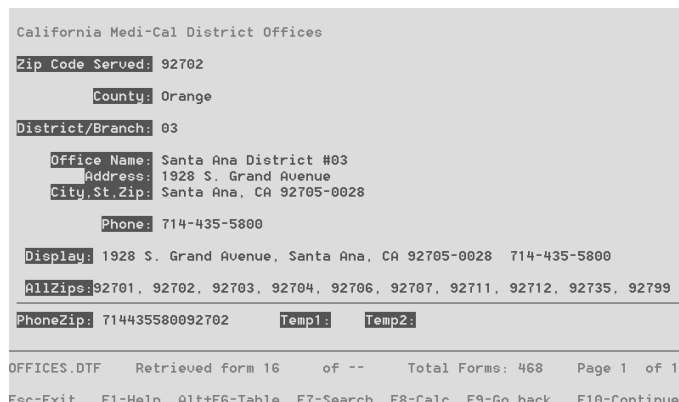 California Medi-Cal District Offices
Zip Code Served: 92702
County: Orange
District/Branch: 03
Office Name: Santa Ana District #03
Address: 1928 S. Grand Avenue
City,St,Zip: Santa Ana, CA 92705-0028
Phone: 714-435-5800
Display: 1928 S. Grand Avenue, Santa Ana, CA 92705-0028  714-435-5800
AllZips:92701, 92702, 92703, 92704, 92706, 92707, 92711, 92712, 92735, 92799
PhoneZip: 714435580092702 Temp1: Temp2:
OFFICES.DTF Retrieved form 16 of -- Total Forms: 468 Page 1 of 1
Esc-Exit F1-Help Alt+F6-Table F7-Search F8-Calc F9-Go back F10-Continue